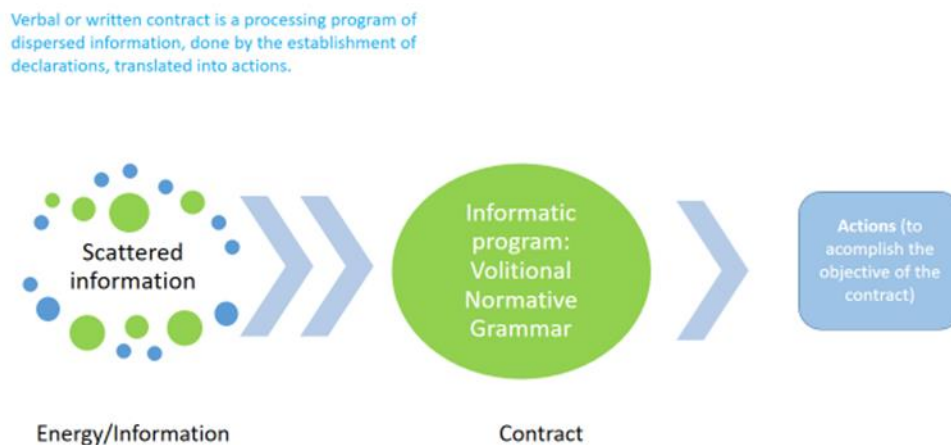 Verbal or written contract is a processing program of
dispersed information, done by the establishment of
declarations, translated into actions.
Scattered
information
Informatic
program:
Volitional
Normative
Grammar
Actions (to
acomplish the
objective of the
contract)
Energy/Information
Contract